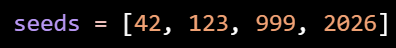 seeds = [42, 123, 999, 2026]